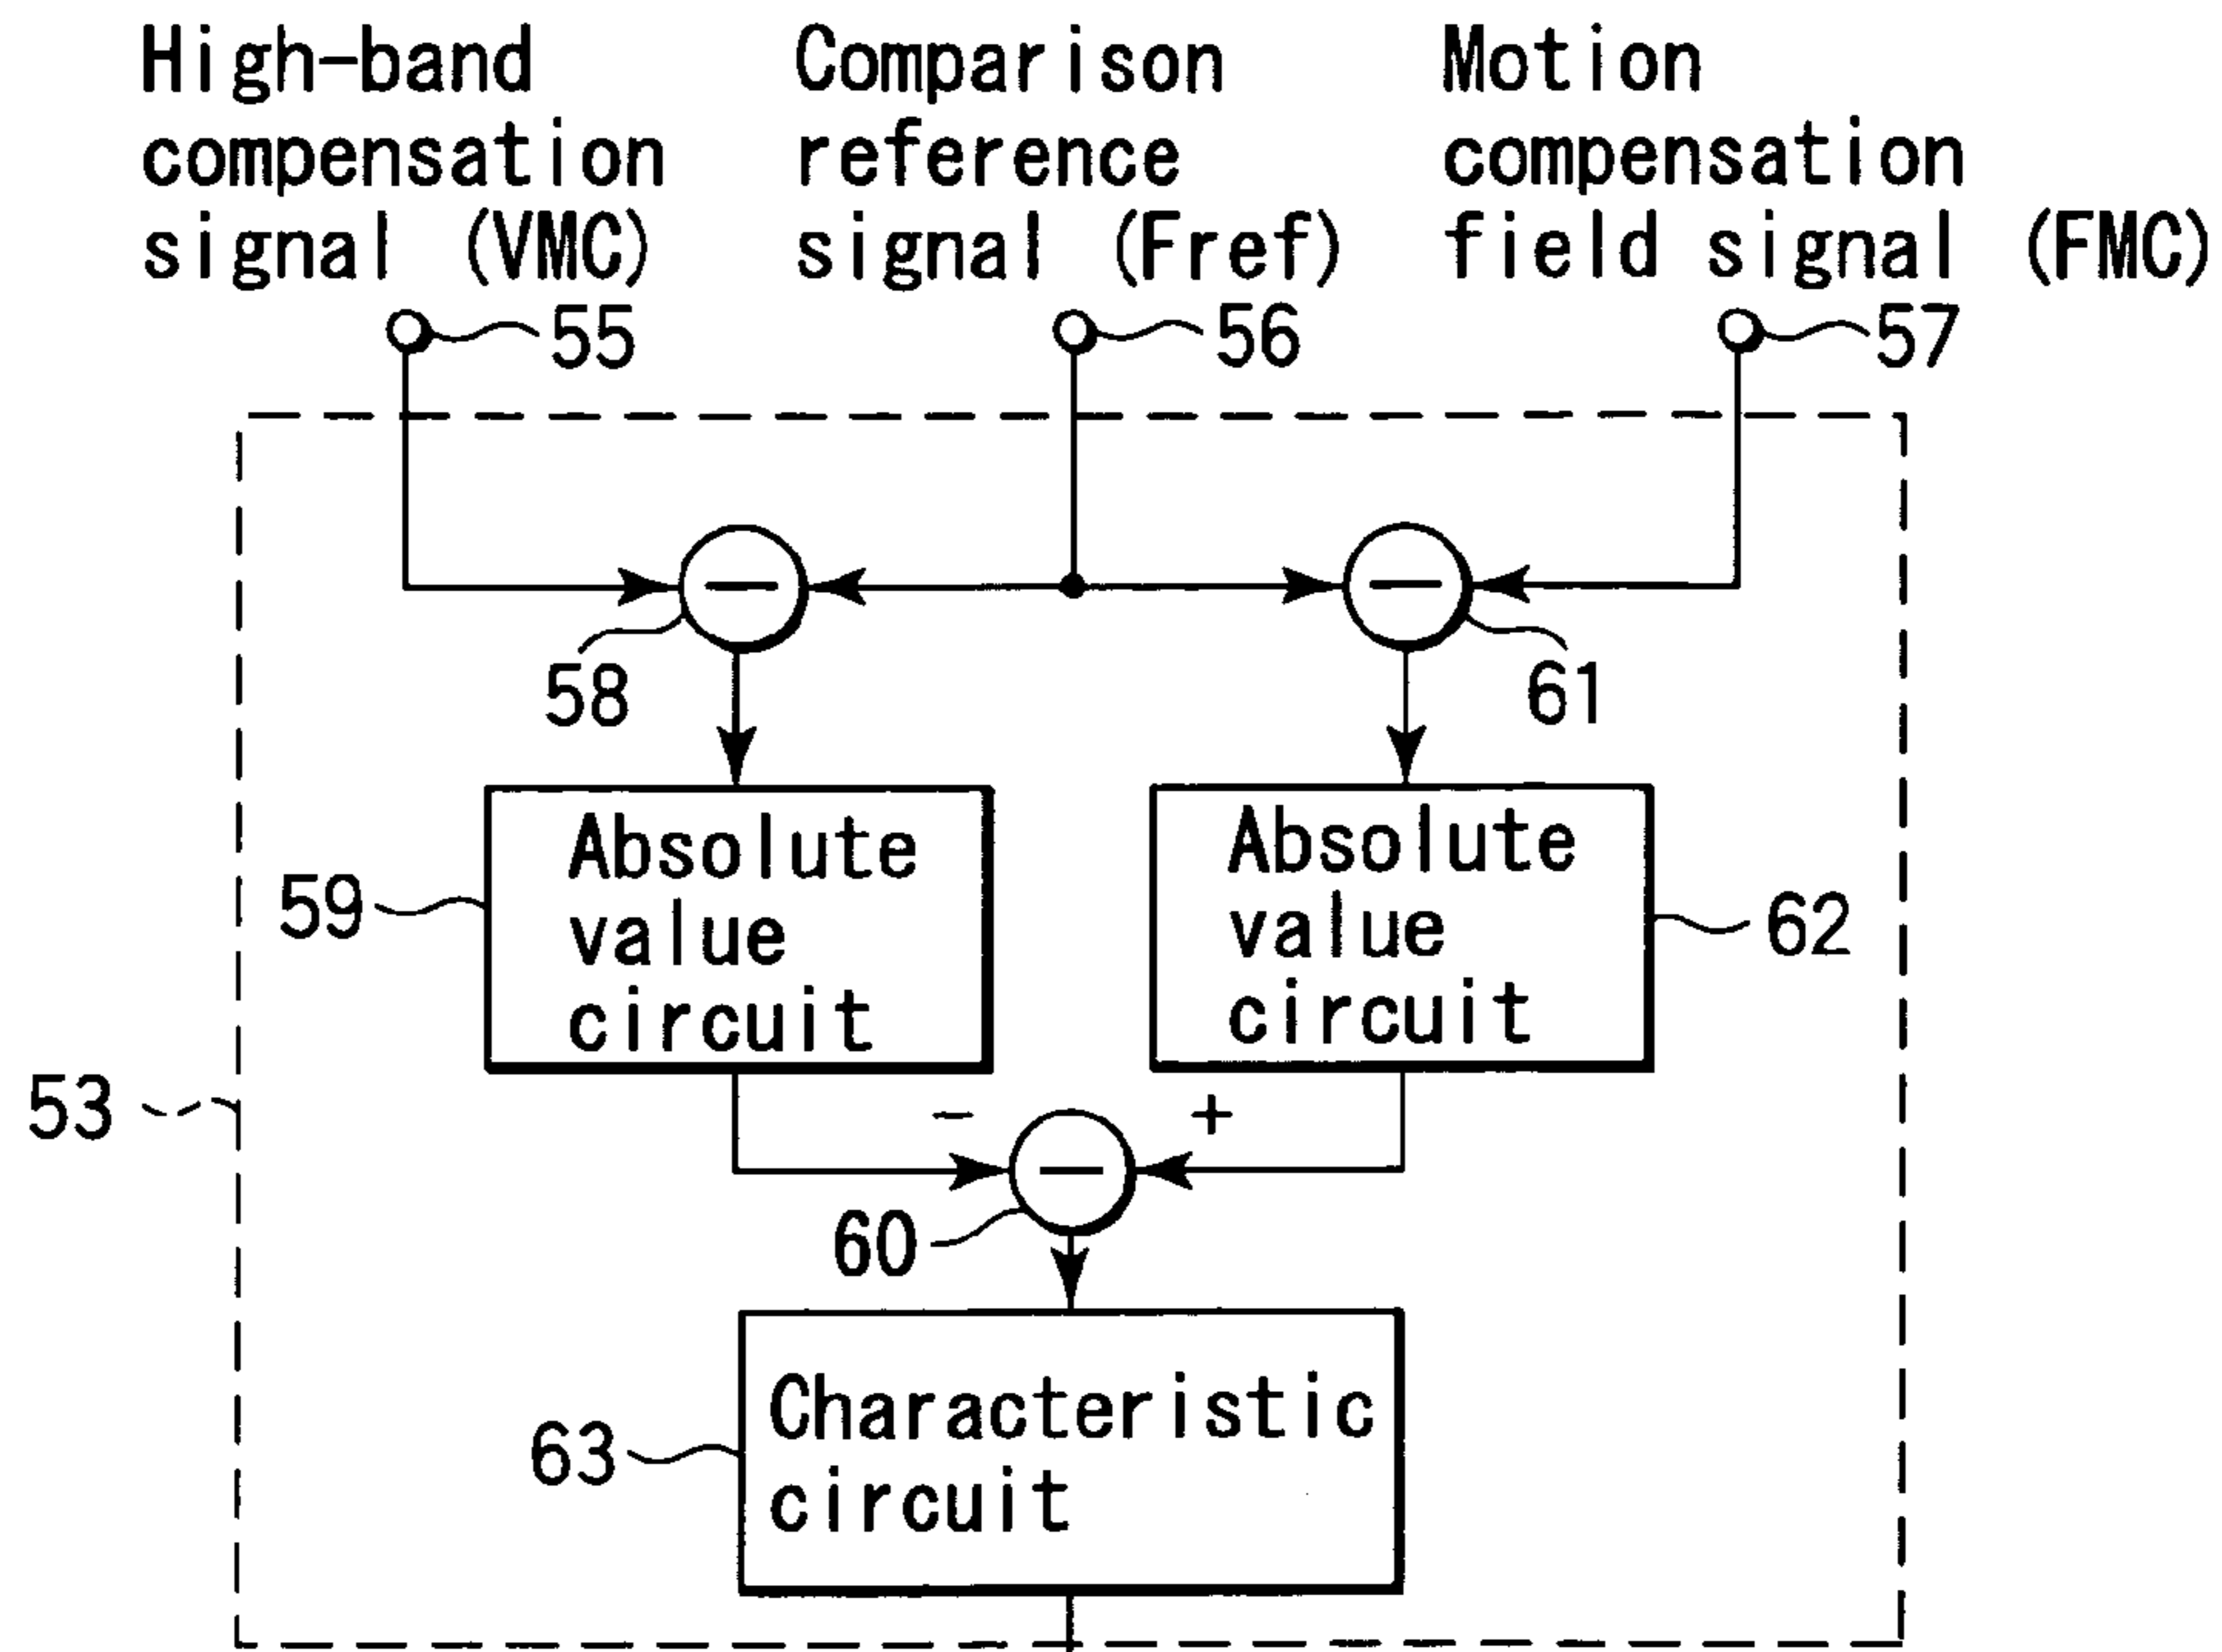 High-band
compensation
signal (VMC)
Comparison
reference
signal (Fref)
Motion
compensation
field signal (FMC)
55
56
57
58
61
Absolute
value
circuit
Absolute
value
circuit
59
62
53
−
+
60
Characteristic
circuit
63